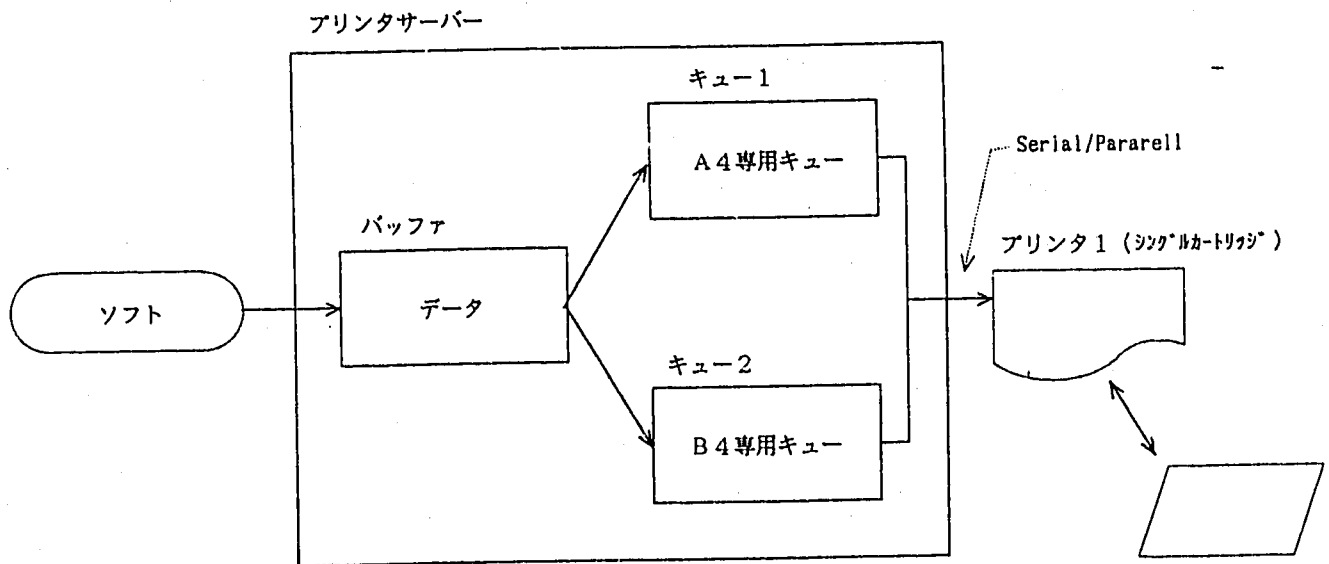 プリンタサーバー
キュー1
A4専用キュー
Serial/Pararell
バッファ
プリンタ1（ｼﾝｸﾞﾙｶｰﾄﾘｯｼﾞ）
ソフト
データ
キュー2
B4専用キュー